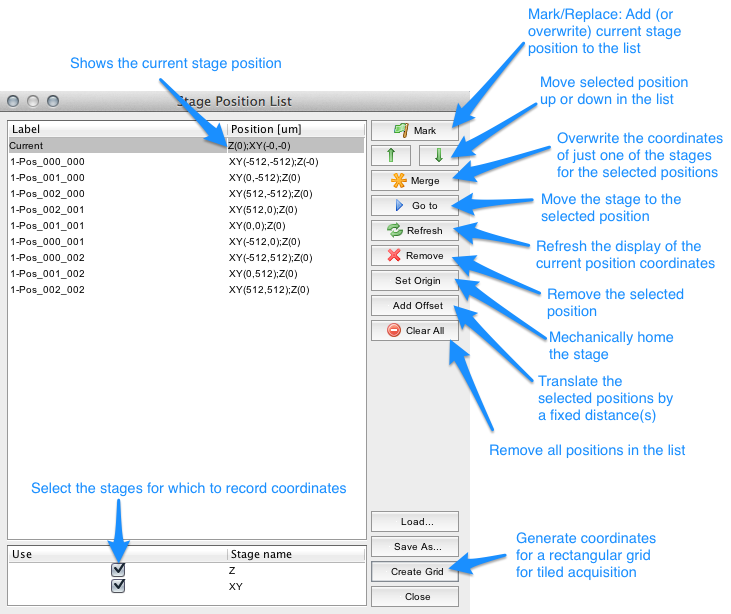 Mark/Replace: Add (or
overwrite) current stage
position to the list
Shows the current stage position
Move selected position
up or down in the list
Stage Position List
Label Position [um]
Mark
Current Z(0);XY(-0,-0)
Overwrite the coordinates
of just one of the stages
for the selected positions
1-Pos_000_000 XY(-512,-512);Z(-0)
1-Pos_001_000 XY(0,-512);Z(0)
Merge
1-Pos_002_000 XY(512,-512);Z(0)
Go to
Move the stage to the
selected position
1-Pos_002_001 XY(512,0);Z(0)
1-Pos_001_001 XY(0,0);Z(0)
Refresh
1-Pos_000_001 XY(-512,0);Z(0)
Refresh the display of the
current position coordinates
1-Pos_000_002 XY(-512,512);Z(0)
Remove
1-Pos_001_002 XY(0,512);Z(0)
Set Origin
1-Pos_002_002 XY(512,512);Z(0)
Remove the selected
position
Add Offset
Clear All
Mechanically home
the stage
Translate the
selected positions by
a fixed distance(s)
Remove all positions in the list
Select the stages for which to record coordinates
Load...
Save As...
Generate coordinates
for a rectangular grid
for tiled acquisition
Use Stage name
Z
Create Grid
XY
Close